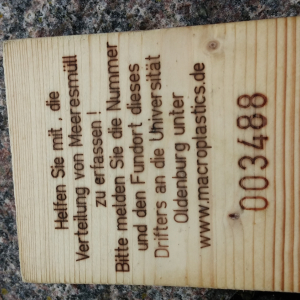 Helfen Sie mit , die
Verteilung von Meeresmüll
zu erfassen !
Bitte melden Sie die Nummer
und den Fundort dieses
Drifters an die Universität
Oldenburg unter
www.macroplastics.de
003488